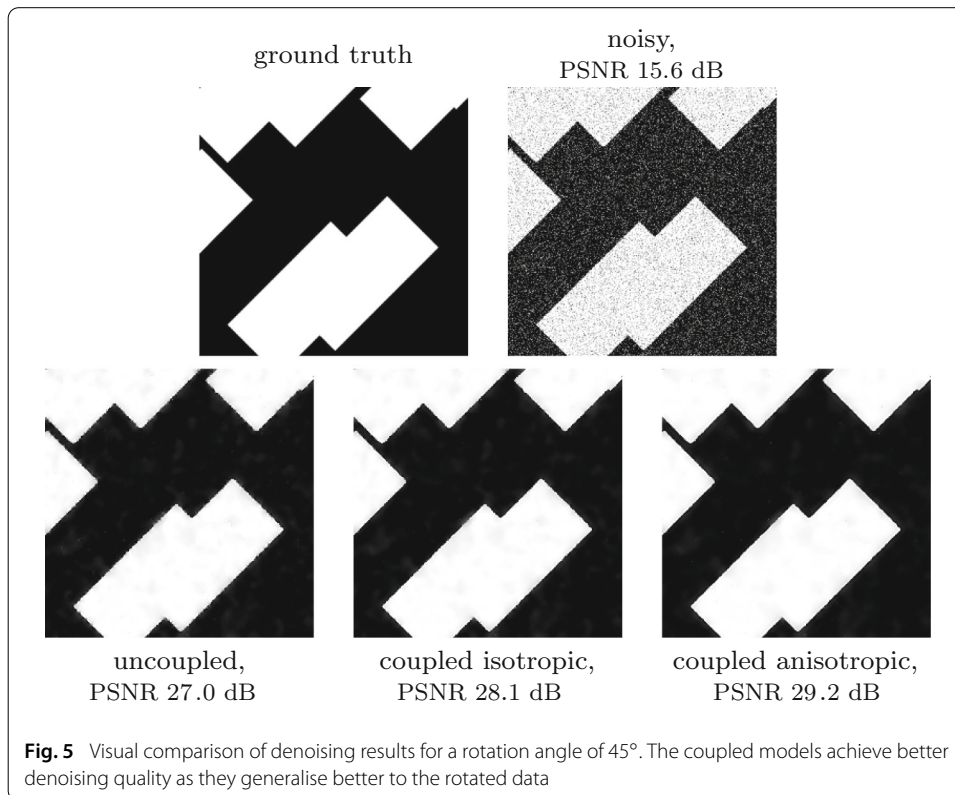 ground truth
noisy,
PSNR 15.6 dB
uncoupled,
PSNR 27.0 dB
coupled isotropic,
PSNR 28.1 dB
coupled anisotropic,
PSNR 29.2 dB
Fig. 5 Visual comparison of denoising results for a rotation angle of 45°. The coupled models achieve better
denoising quality as they generalise better to the rotated data